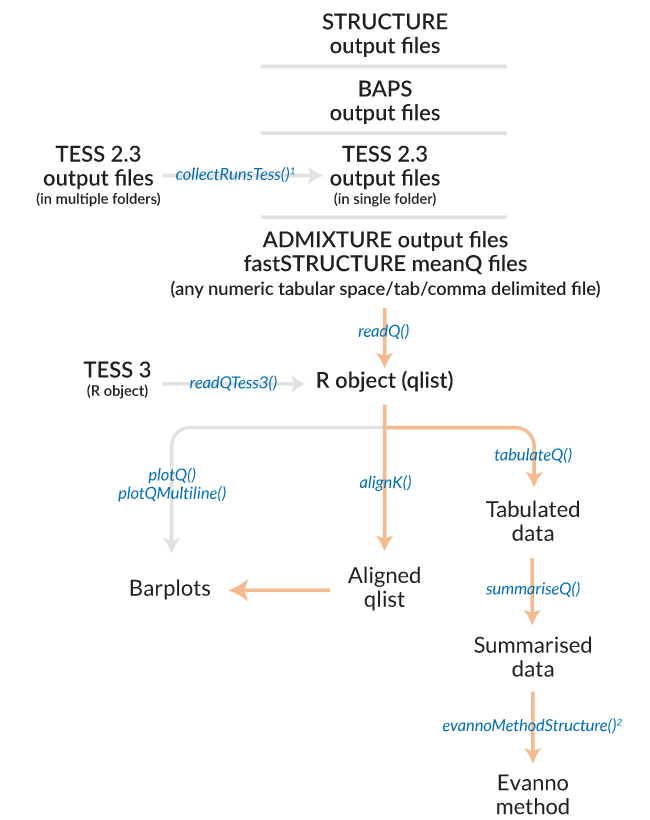 STRUCTURE
output files
BAPS
output files
TESS 2.3
output files
(in multiple folders)
collectRunsTess()¹
TESS 2.3
output files
(in single folder)
ADMIXTURE output files
fastSTRUCTURE meanQ files
(any numeric tabular space/tab/comma delimited file)
readQ()
TESS 3
(R object)
readQTess3()
R object (qlist)
plotQ()
plotQMultiline()
alignK()
tabulateQ()
Tabulated
data
Barplots
Aligned
qlist
summariseQ()
Summarised
data
evannoMethodStructure()²
Evanno
method